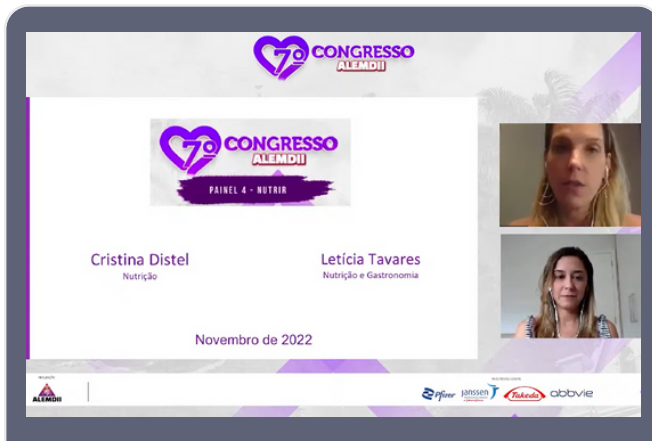 7º CONGRESSO
ALEMDII
7º CONGRESSO
ALEMDII
PAINEL 4 - NUTRIR
Cristina Distel
Nutrição
Letícia Tavares
Nutrição e Gastronomia
Novembro de 2022
ALEMDII
Pfizer
Janssen
Takeda
abbvie